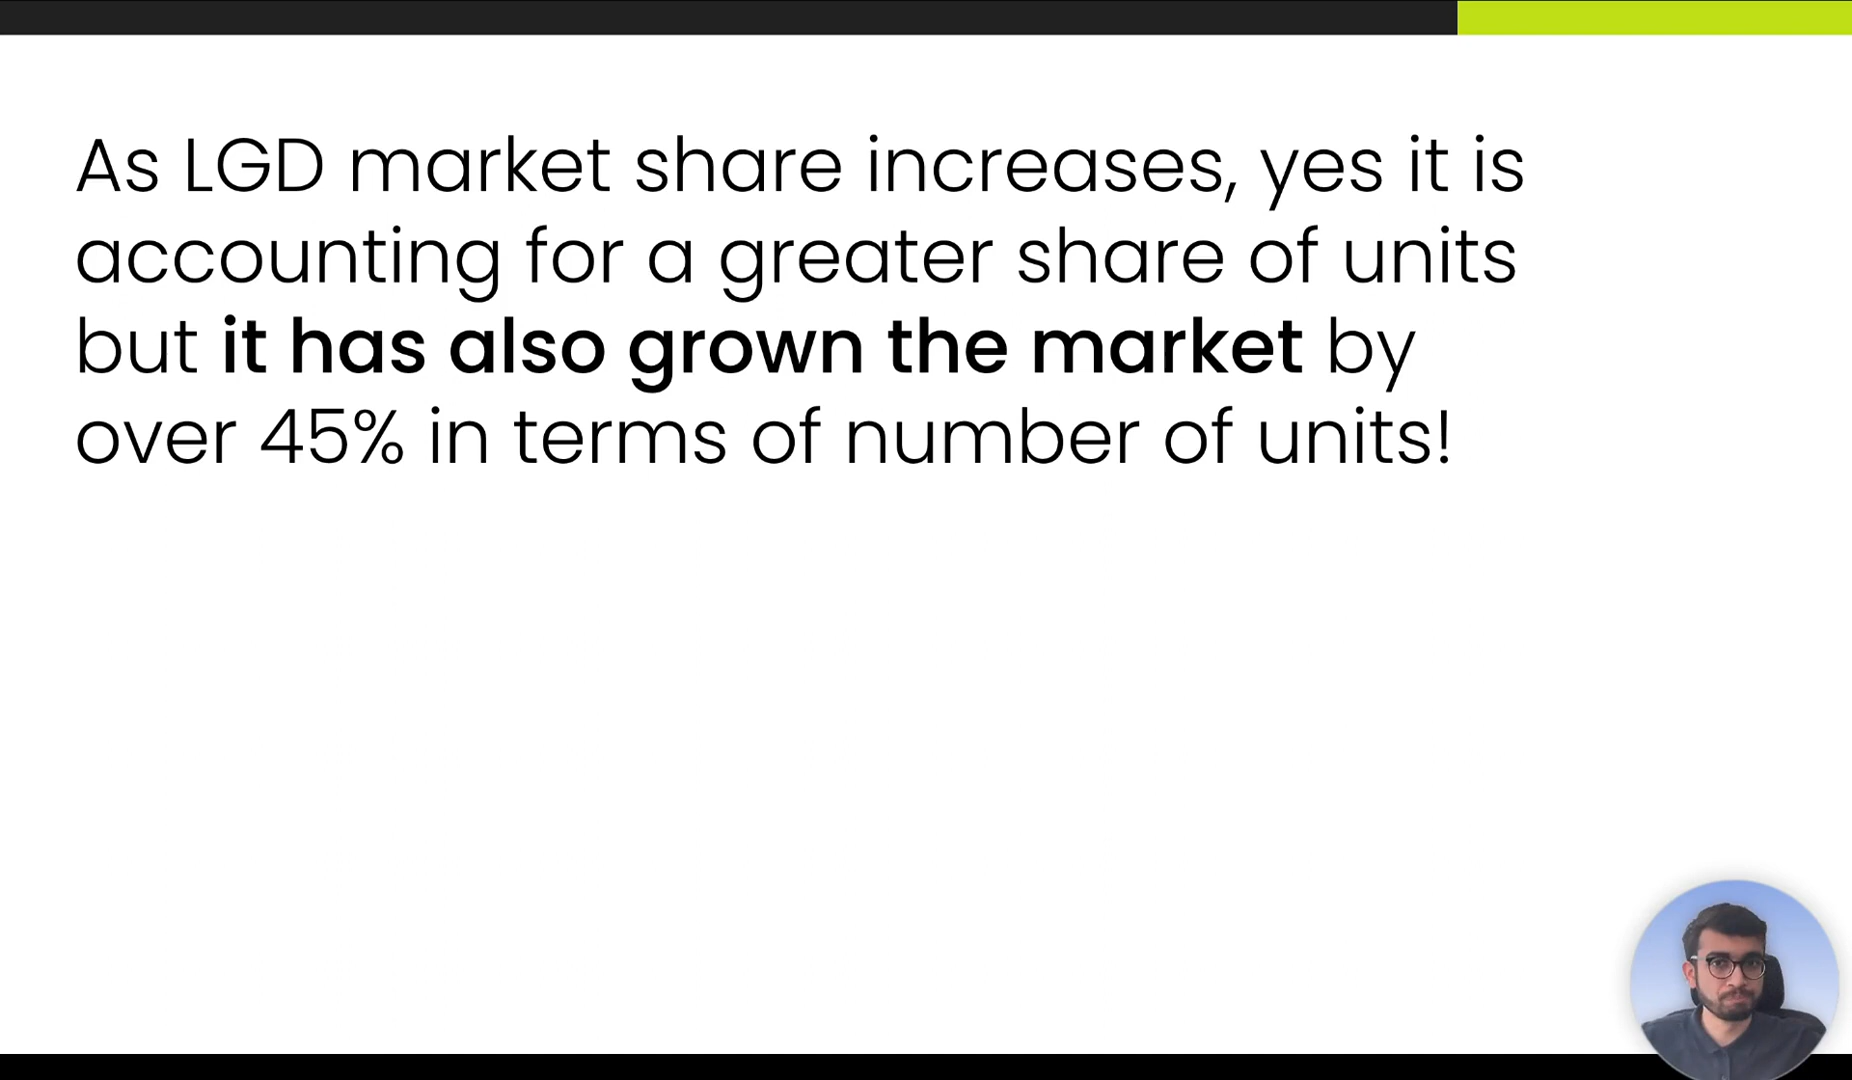 As LGD market share increases, yes it is
accounting for a greater share of units
but it has also grown the market by
over 45% in terms of number of units!